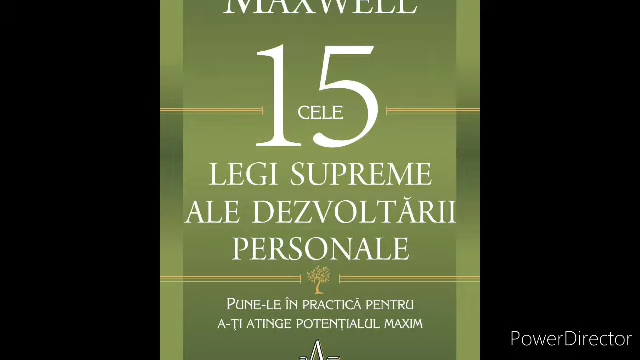 MAXWELL
CELE
15
LEGI SUPREME
ALE DEZVOLTĂRII
PERSONALE
PUNE-LE ÎN PRACTICĂ PENTRU
A-ȚI ATINGE POTENȚIALUL MAXIM
PowerDirector